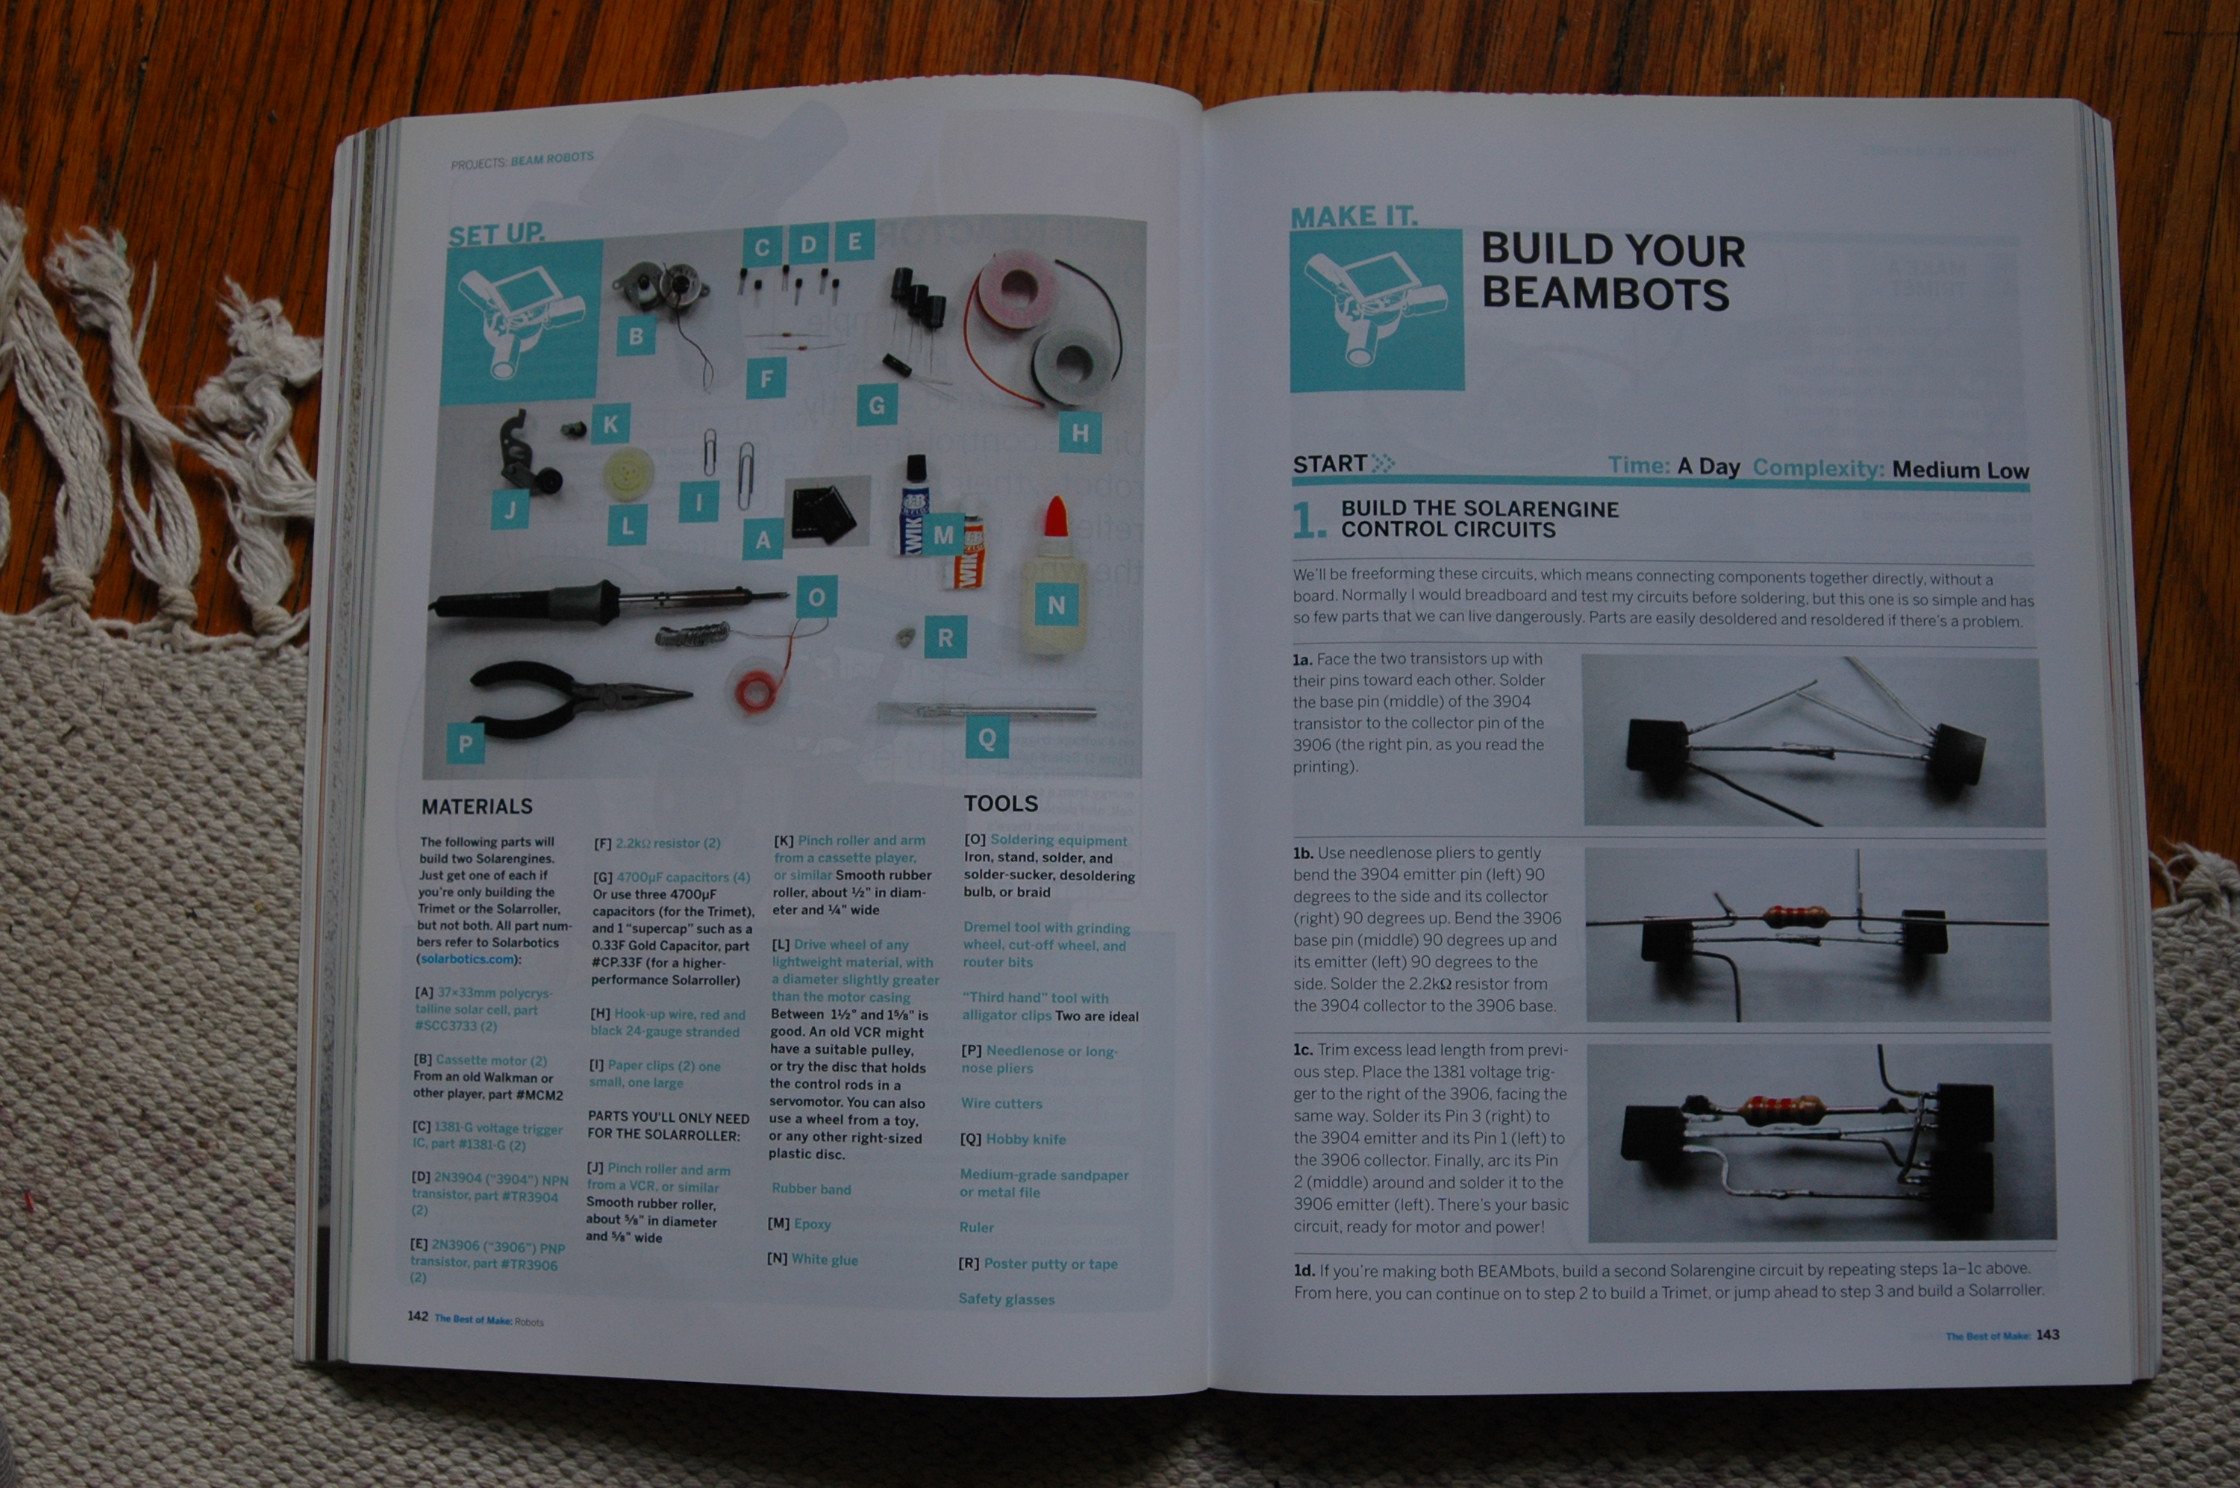 PROJECTS: BEAM ROBOTS
SET UP.
C
D
E
B
F
G
H
K
L
I
A
M
N
J
O
R
P
Q
MATERIALS
The following parts will
build two Solarengines.
Just get one of each if
you're only building the
Trimet or the Solarroller,
but not both. All part num-
bers refer to Solarbotics
(solarbotics.com):
[A] 37×33mm polycrys-
talline solar cell, part
#SCC3733 (2)
[B] Cassette motor (2)
From an old Walkman or
other player, part #MCM2
[C] 1381-G voltage trigger
IC, part #1381-G (2)
[D] 2N3904 ("3904") NPN
transistor, part #TR3904
(2)
[E] 2N3906 ("3906") PNP
transistor, part #TR3906
(2)
[F] 2.2kΩ resistor (2)
[G] 4700µF capacitors (4)
Or use three 4700µF
capacitors (for the Trimet),
and 1 "supercap" such as a
0.33F Gold Capacitor, part
#CP.33F (for a higher-
performance Solarroller)
[H] Hook-up wire, red and
black 24-gauge stranded
[I] Paper clips (2) one
small, one large
PARTS YOU'LL ONLY NEED
FOR THE SOLARROLLER:
[J] Pinch roller and arm
from a VCR, or similar
Smooth rubber roller,
about 5⁄8" in diameter
and 5⁄8" wide
[K] Pinch roller and arm
from a cassette player,
or similar Smooth rubber
roller, about ½" in diam-
eter and ¼" wide
[L] Drive wheel of any
lightweight material, with
a diameter slightly greater
than the motor casing
Between 1½" and 1⅝" is
good. An old VCR might
have a suitable pulley,
or try the disc that holds
the control rods in a
servomotor. You can also
use a wheel from a toy,
or any other right-sized
plastic disc.
Rubber band
[M] Epoxy
[N] White glue
TOOLS
[O] Soldering equipment
Iron, stand, solder, and
solder-sucker, desoldering
bulb, or braid
Dremel tool with grinding
wheel, cut-off wheel, and
router bits
"Third hand" tool with
alligator clips Two are ideal
[P] Needlenose or long-
nose pliers
Wire cutters
[Q] Hobby knife
Medium-grade sandpaper
or metal file
Ruler
[R] Poster putty or tape
Safety glasses
142 The Best of Make: Robots
MAKE IT.
BUILD YOUR
BEAMBOTS
START
Time: A Day Complexity: Medium Low
1. BUILD THE SOLARENGINE
CONTROL CIRCUITS
We'll be freeforming these circuits, which means connecting components together directly, without a
board. Normally I would breadboard and test my circuits before soldering, but this one is so simple and has
so few parts that we can live dangerously. Parts are easily desoldered and resoldered if there's a problem.
1a. Face the two transistors up with
their pins toward each other. Solder
the base pin (middle) of the 3904
transistor to the collector pin of the
3906 (the right pin, as you read the
printing).
1b. Use needlenose pliers to gently
bend the 3904 emitter pin (left) 90
degrees to the side and its collector
(right) 90 degrees up. Bend the 3906
base pin (middle) 90 degrees up and
its emitter (left) 90 degrees to the
side. Solder the 2.2kΩ resistor from
the 3904 collector to the 3906 base.
1c. Trim excess lead length from previ-
ous step. Place the 1381 voltage trig-
ger to the right of the 3906, facing the
same way. Solder its Pin 3 (right) to
the 3904 emitter and its Pin 1 (left) to
the 3906 collector. Finally, arc its Pin
2 (middle) around and solder it to the
3906 emitter (left). There's your basic
circuit, ready for motor and power!
1d. If you're making both BEAMbots, build a second Solarengine circuit by repeating steps 1a–1c above.
From here, you can continue on to step 2 to build a Trimet, or jump ahead to step 3 and build a Solarroller.
The Best of Make: 143